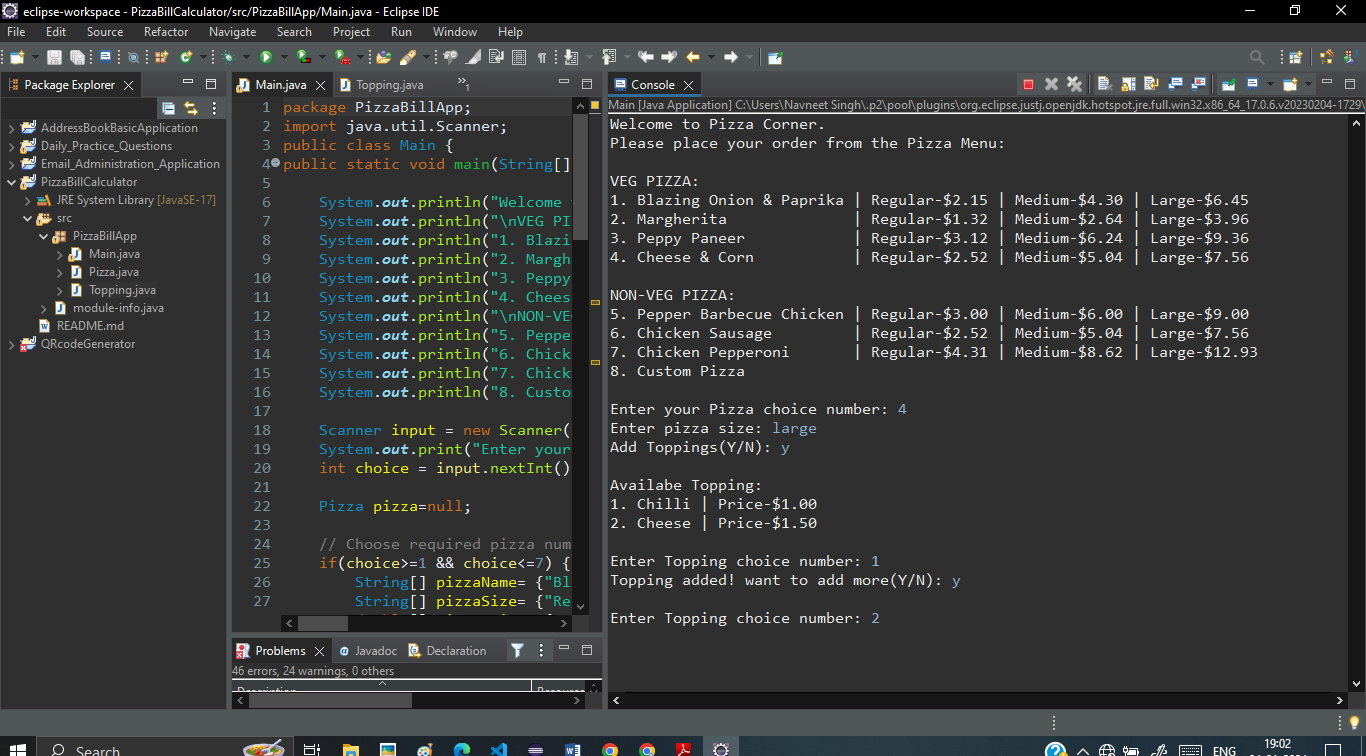 eclipse-workspace - PizzaBillCalculator/src/PizzaBillApp/Main.java - Eclipse IDE
File Edit Source Refactor Navigate Search Project Run Window Help
Package Explorer
AddressBookBasicApplication
Daily_Practice_Questions
Email_Administration_Application
PizzaBillCalculator
JRE System Library [JavaSE-17]
src
PizzaBillApp
Main.java
Pizza.java
Topping.java
module-info.java
README.md
QRcodeGenerator
Main.java Topping.java »1
1 package PizzaBillApp;
2 import java.util.Scanner;
3 public class Main {
4 public static void main(String[]
5
6 System.out.println("Welcome
7 System.out.println("\nVEG PI
8 System.out.println("1. Blazi
9 System.out.println("2. Margh
10 System.out.println("3. Peppy
11 System.out.println("4. Chees
12 System.out.println("\nNON-VE
13 System.out.println("5. Peppe
14 System.out.println("6. Chick
15 System.out.println("7. Chick
16 System.out.println("8. Custo
17
18 Scanner input = new Scanner(
19 System.out.print("Enter your
20 int choice = input.nextInt()
21
22 Pizza pizza=null;
23
24 // Choose required pizza num
25 if(choice>=1 && choice<=7) {
26 String[] pizzaName= {"Bl
27 String[] pizzaSize= {"Re
Problems Javadoc Declaration
46 errors, 24 warnings, 0 others
Console
Main [Java Application] C:\Users\Navneet Singh\.p2\pool\plugins\org.eclipse.justj.openjdk.hotspot.jre.full.win32.x86_64_17.0.6.v20230204-1729\
Welcome to Pizza Corner.
Please place your order from the Pizza Menu:
VEG PIZZA:
1. Blazing Onion & Paprika | Regular-$2.15 | Medium-$4.30 | Large-$6.45
2. Margherita | Regular-$1.32 | Medium-$2.64 | Large-$3.96
3. Peppy Paneer | Regular-$3.12 | Medium-$6.24 | Large-$9.36
4. Cheese & Corn | Regular-$2.52 | Medium-$5.04 | Large-$7.56
NON-VEG PIZZA:
5. Pepper Barbecue Chicken | Regular-$3.00 | Medium-$6.00 | Large-$9.00
6. Chicken Sausage | Regular-$2.52 | Medium-$5.04 | Large-$7.56
7. Chicken Pepperoni | Regular-$4.31 | Medium-$8.62 | Large-$12.93
8. Custom Pizza
Enter your Pizza choice number: 4
Enter pizza size: large
Add Toppings(Y/N): y
Availabe Topping:
1. Chilli | Price-$1.00
2. Cheese | Price-$1.50
Enter Topping choice number: 1
Topping added! want to add more(Y/N): y
Enter Topping choice number: 2
Search
ENG
19:02